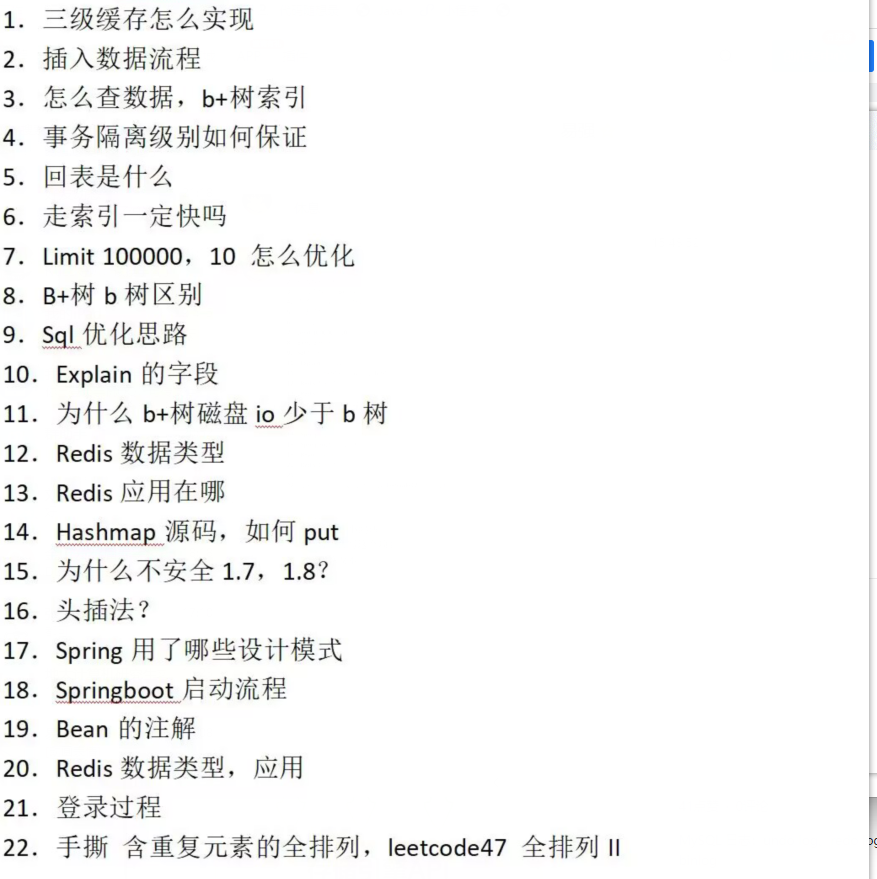 1. 三级缓存怎么实现
2. 插入数据流程
3. 怎么查数据，b+树索引
4. 事务隔离级别如何保证
5. 回表是什么
6. 走索引一定快吗
7. Limit 100000，10 怎么优化
8. B+树 b 树区别
9. Sql 优化思路
10. Explain 的字段
11. 为什么 b+树磁盘 io 少于 b 树
12. Redis 数据类型
13. Redis 应用在哪
14. Hashmap 源码，如何 put
15. 为什么不安全 1.7，1.8？
16. 头插法？
17. Spring 用了哪些设计模式
18. Springboot 启动流程
19. Bean 的注解
20. Redis 数据类型，应用
21. 登录过程
22. 手撕 含重复元素的全排列，leetcode47 全排列 II